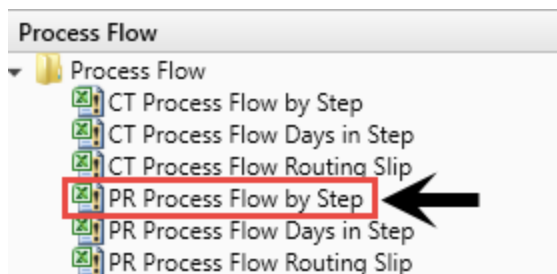 Process Flow
Process Flow
CT Process Flow by Step
CT Process Flow Days in Step
CT Process Flow Routing Slip
PR Process Flow by Step
PR Process Flow Days in Step
PR Process Flow Routing Slip